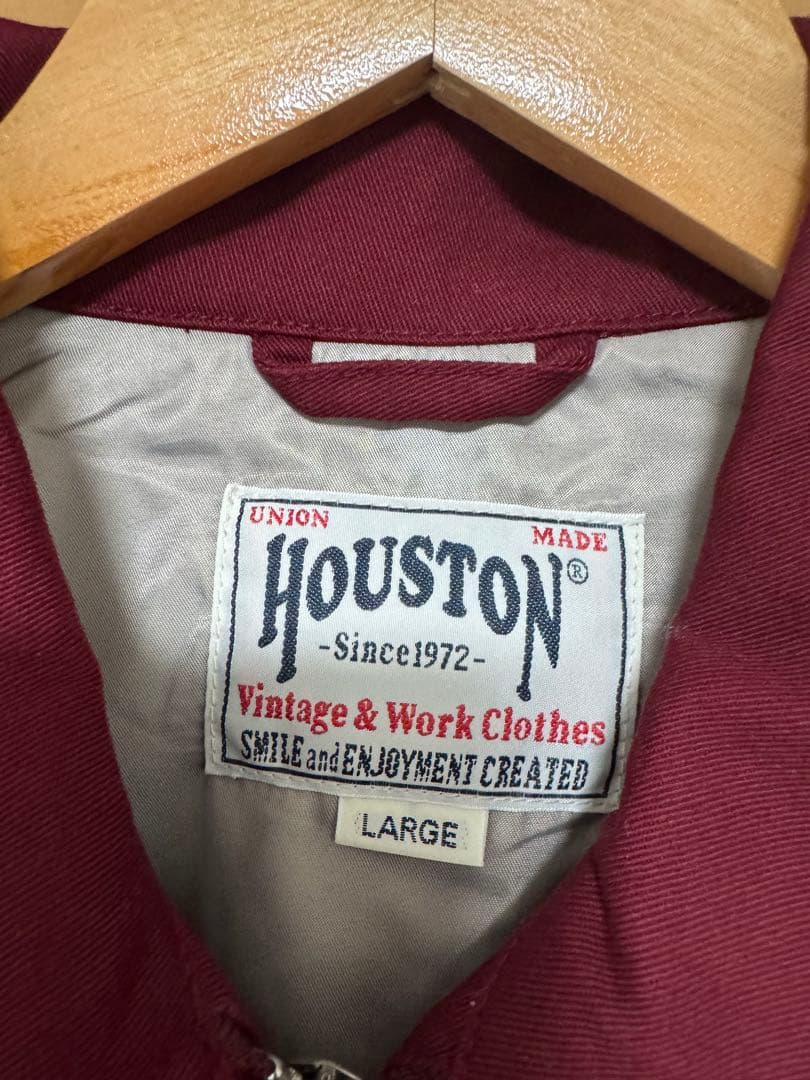 UNION MADE
HOUSTON®
-Since1972-
Vintage & Work Clothes
SMILE and ENJOYMENT CREATED
LARGE